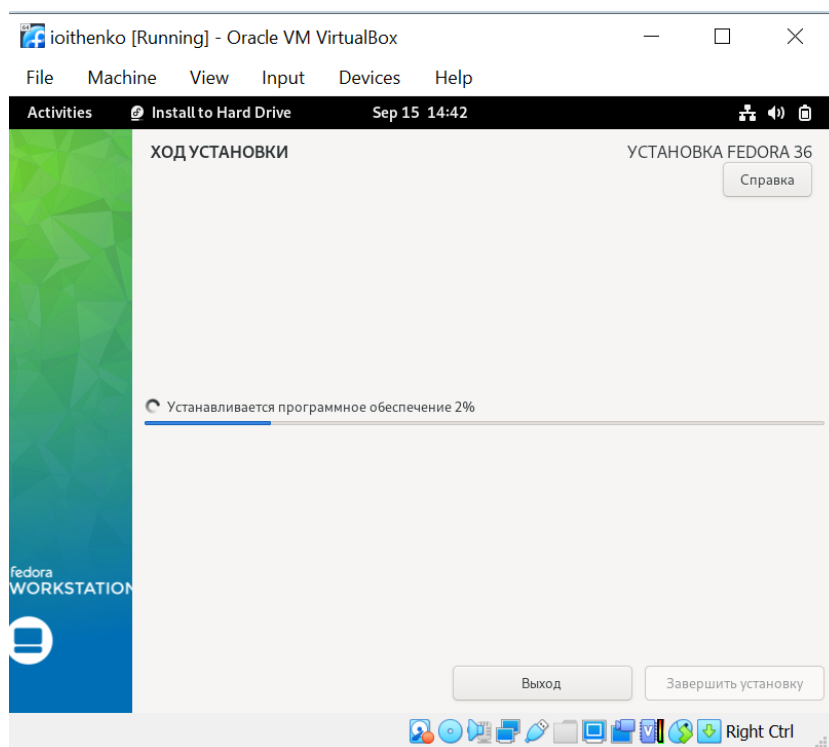 ioithenko [Running] - Oracle VM VirtualBox
File Machine View Input Devices Help
Activities Install to Hard Drive Sep 15 14:42
ХОД УСТАНОВКИ УСТАНОВКА FEDORA 36
Справка
Устанавливается программное обеспечение 2%
fedora
WORKSTATION
Выход Завершить установку
Right Ctrl